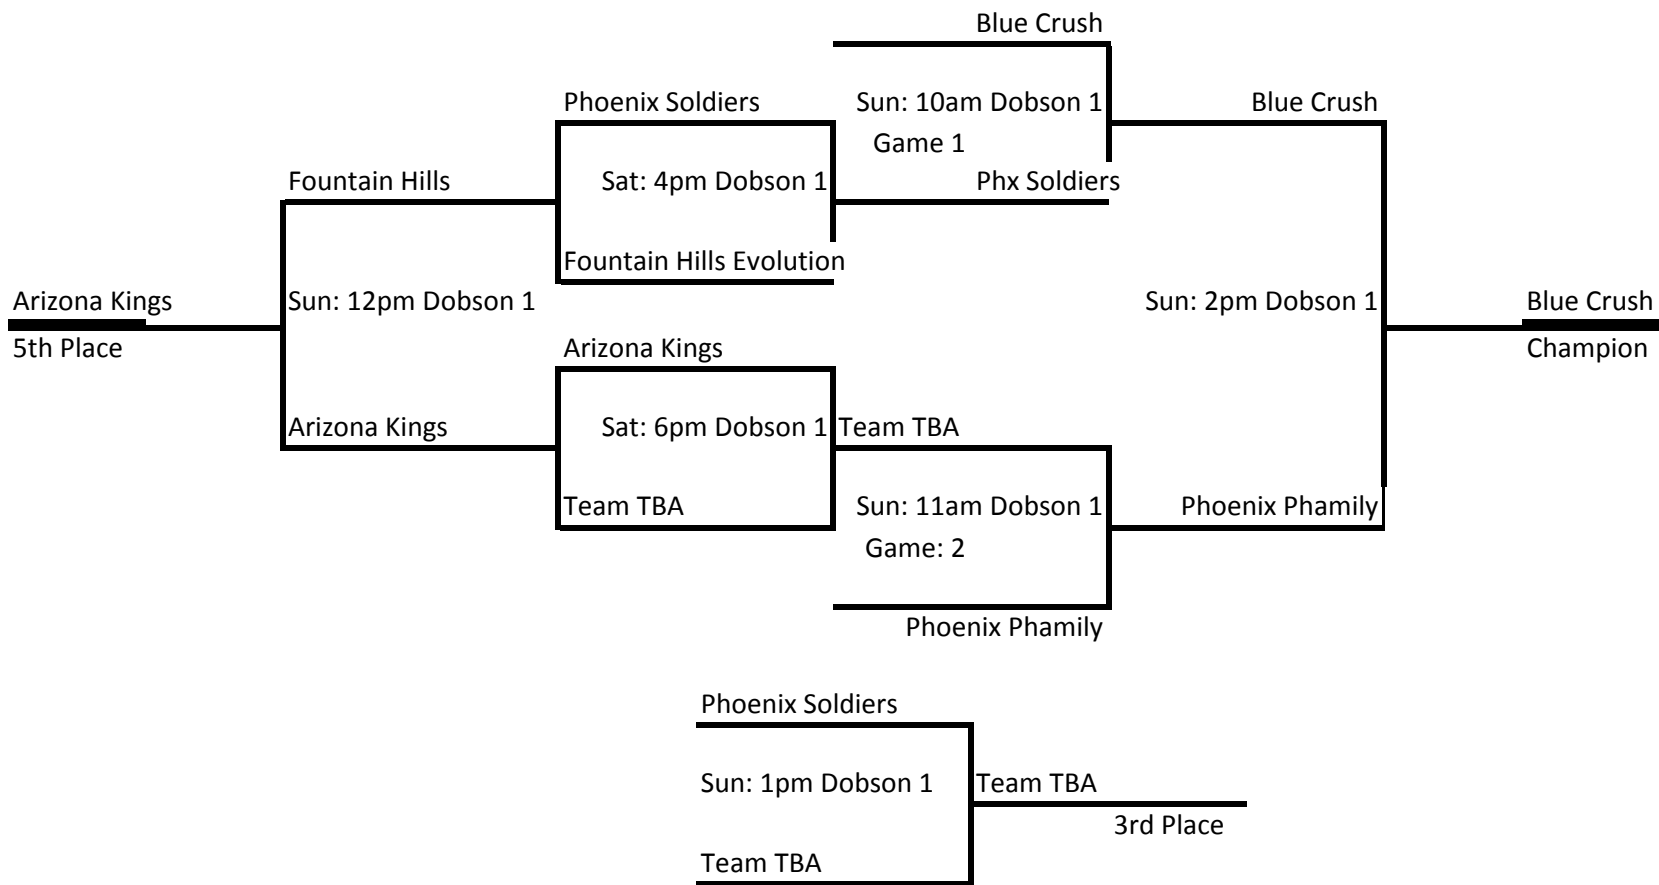 Blue Crush
Phoenix Soldiers
Sun: 10am Dobson 1
Blue Crush
Game 1
Fountain Hills
Sat: 4pm Dobson 1
Phx Soldiers
Fountain Hills Evolution
Arizona Kings
Sun: 12pm Dobson 1
Sun: 2pm Dobson 1
Blue Crush
5th Place
Arizona Kings
Champion
Arizona Kings
Sat: 6pm Dobson 1
Team TBA
Team TBA
Sun: 11am Dobson 1
Phoenix Phamily
Game: 2
Phoenix Phamily
Phoenix Soldiers
Sun: 1pm Dobson 1
Team TBA
3rd Place
Team TBA